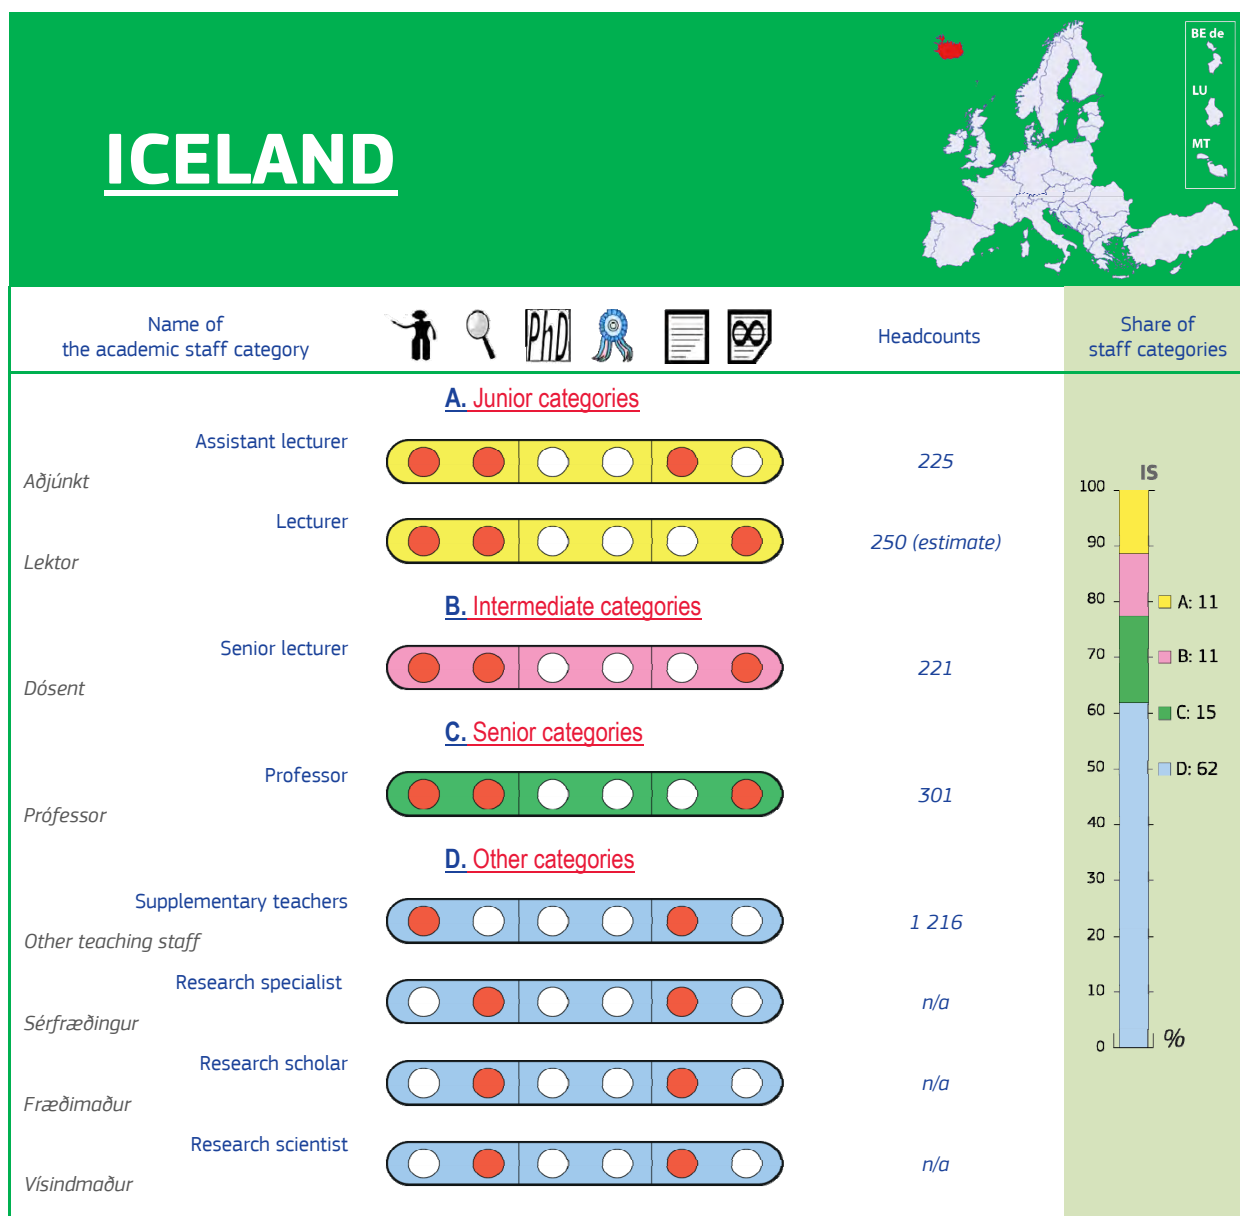 ICELAND
BE de
LU
MT
Name of
the academic staff category
PhD
Headcounts
Share of
staff categories
A. Junior categories
Assistant lecturer
Aðjúnkt
225
Lecturer
Lektor
250 (estimate)
B. Intermediate categories
Senior lecturer
Dósent
221
C. Senior categories
Professor
Prófessor
301
D. Other categories
Supplementary teachers
Other teaching staff
1 216
Research specialist
Sérfræðingur
n/a
Research scholar
Fræðimaður
n/a
Research scientist
Vísindmaður
n/a
IS
100
90
80
70
60
50
40
30
20
10
0
%
A: 11
B: 11
C: 15
D: 62